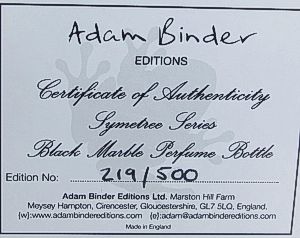 Adam Binder
EDITIONS
Certificate of Authenticity
Symetree Series
Black Marble Perfume Bottle
Edition No: 219/500
Adam Binder Editions Ltd. Marston Hill Farm
Meysey Hampton, Cirencester, Gloucestershire, GL7 5LQ, England.
{w}:www.adambindereditions.com {e}:adam@adambindereditions.com
Made in England